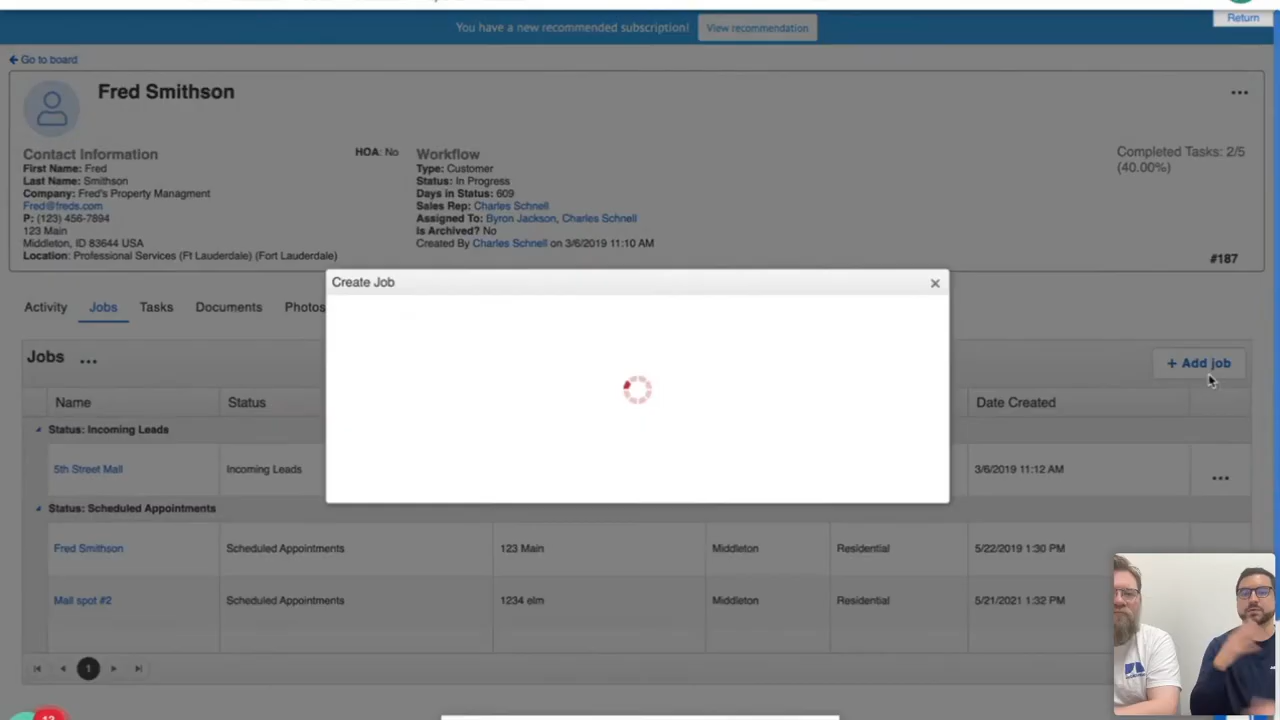 Return
You have a new recommended subscription! View recommendation
Go to board
Fred Smithson
Contact Information
First Name: Fred
Last Name: Smithson
Company: Fred's Property Managment
Fred@freds.com
P: (123) 456-7894
123 Main
Middleton, ID 83644 USA
Location: Professional Services (Ft Lauderdale) (Fort Lauderdale)
HOA: No
Workflow
Type: Customer
Status: In Progress
Days in Status: 609
Sales Rep: Charles Schnell
Assigned To: Byron Jackson, Charles Schnell
Is Archived? No
Created By Charles Schnell on 3/6/2019 11:10 AM
Completed Tasks: 2/5
(40.00%)
#187
Create Job
Activity Jobs Tasks Documents Photos
Jobs ...
+ Add job
Name Status Date Created
Status: Incoming Leads
5th Street Mall Incoming Leads 3/6/2019 11:12 AM ...
Status: Scheduled Appointments
Fred Smithson Scheduled Appointments 123 Main Middleton Residential 5/22/2019 1:30 PM
Mall spot #2 Scheduled Appointments 1234 elm Middleton Residential 5/21/2021 1:32 PM
1